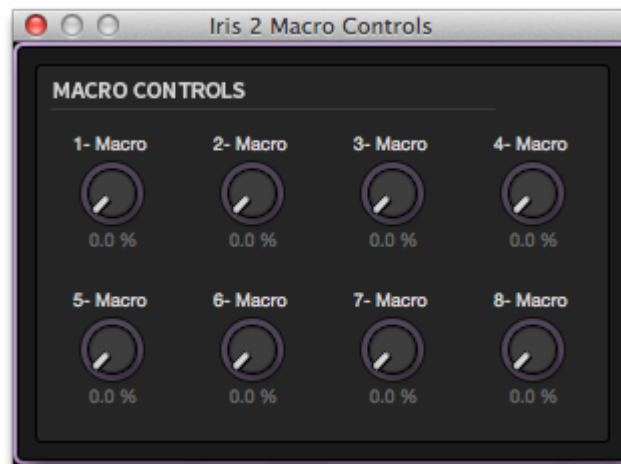 Iris 2 Macro Controls
MACRO CONTROLS
1- Macro 2- Macro 3- Macro 4- Macro
0.0 % 0.0 % 0.0 % 0.0 %
5- Macro 6- Macro 7- Macro 8- Macro
0.0 % 0.0 % 0.0 % 0.0 %